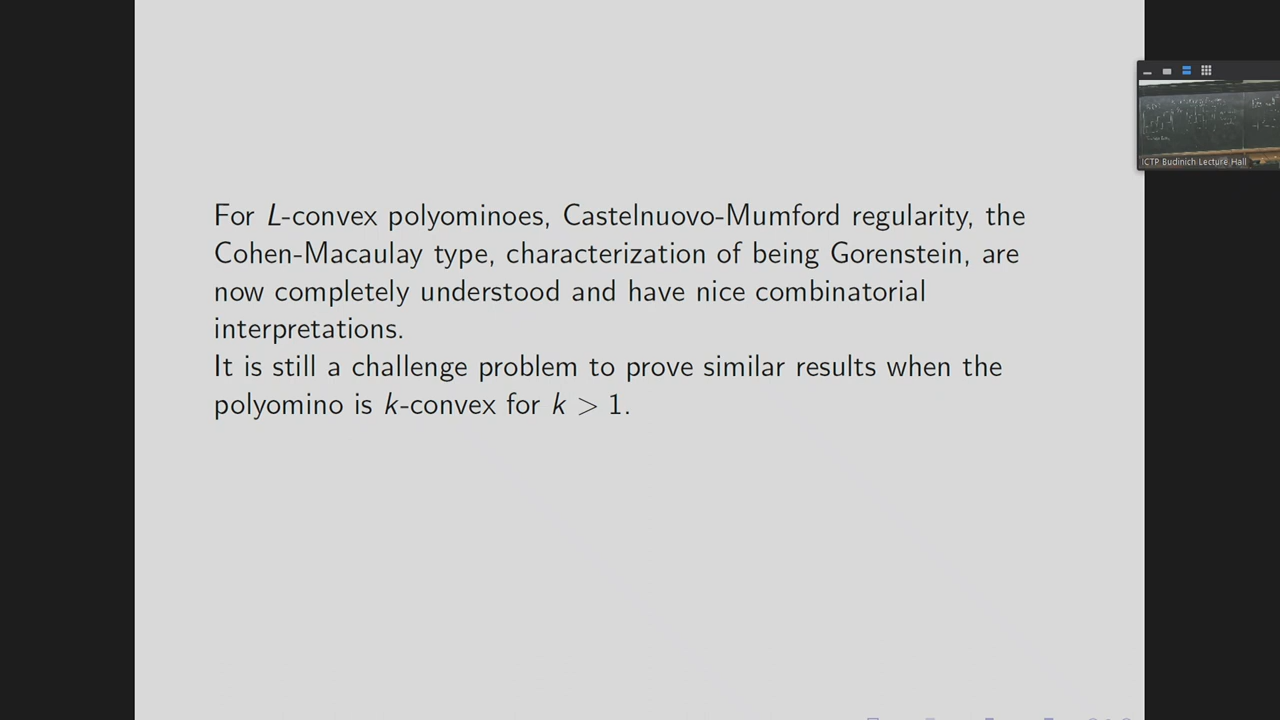 For L-convex polyominoes, Castelnuovo-Mumford regularity, the
Cohen-Macaulay type, characterization of being Gorenstein, are
now completely understood and have nice combinatorial
interpretations.
It is still a challenge problem to prove similar results when the
polyomino is k-convex for k > 1.
ICTP Budinich Lecture Hall